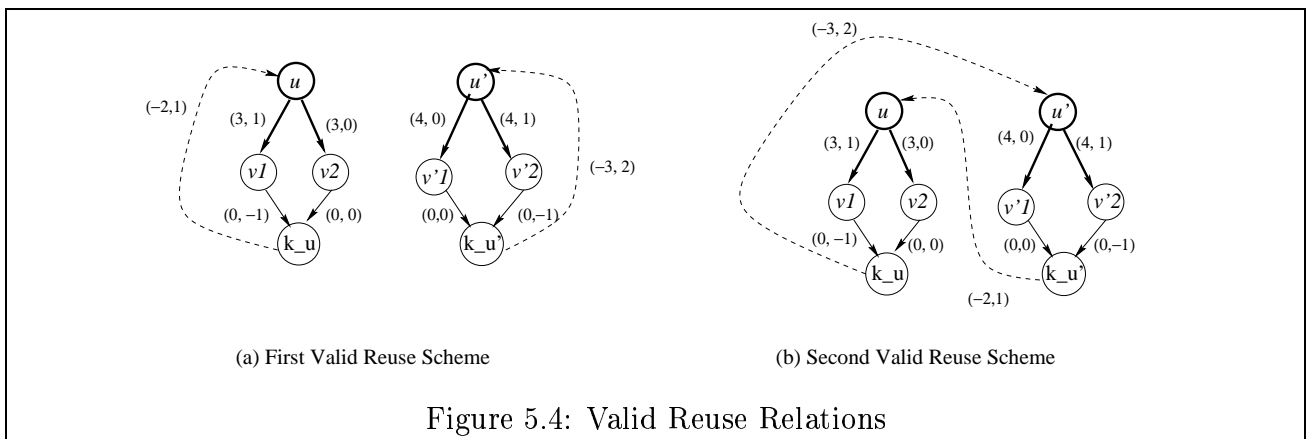 (−3, 2)
u
u'
(−2,1)
(3, 1)
(3,0)
(4, 0)
(4, 1)
(−3, 2)
v1
v2
v'1
v'2
(0, −1)
(0, 0)
(0,0)
(0,−1)
k_u
k_u'
u
u'
(3, 1)
(3,0)
(4, 0)
(4, 1)
v1
v2
v'1
v'2
(0, −1)
(0, 0)
(0,0)
(0,−1)
k_u
k_u'
(−2,1)
(a) First Valid Reuse Scheme
(b) Second Valid Reuse Scheme
Figure 5.4: Valid Reuse Relations